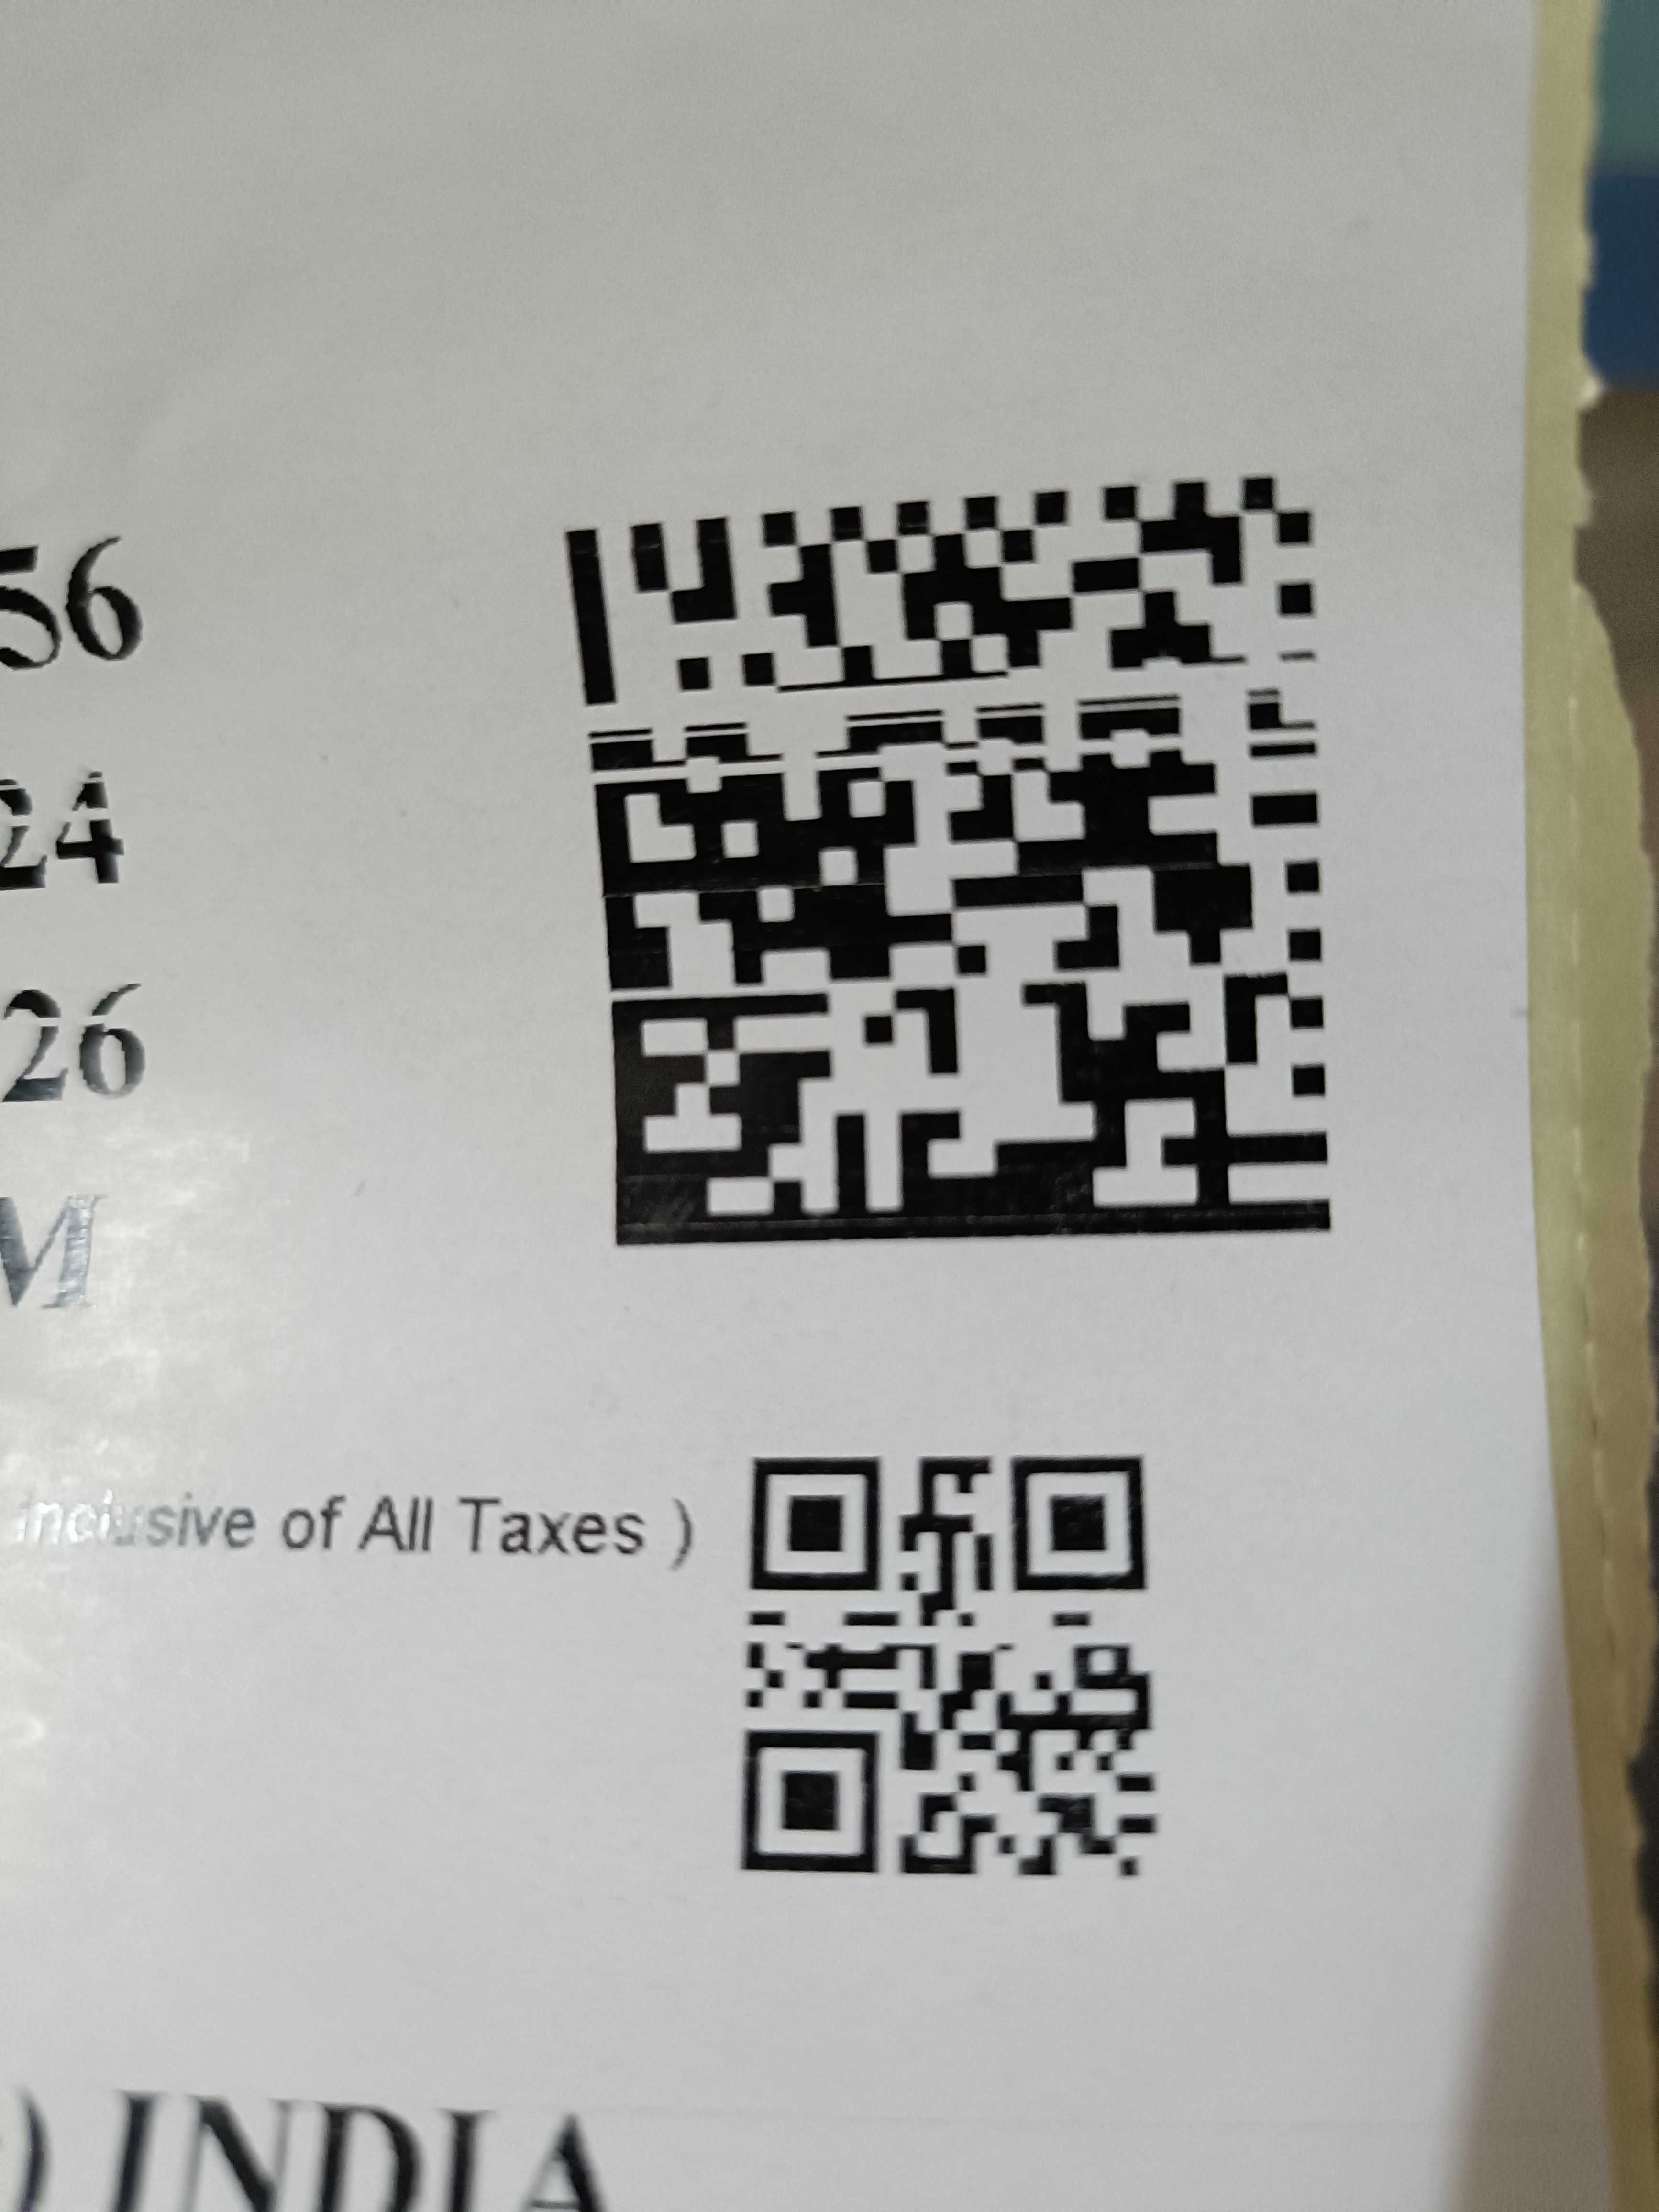 56
24
26
M
inclusive of All Taxes )
) INDIA